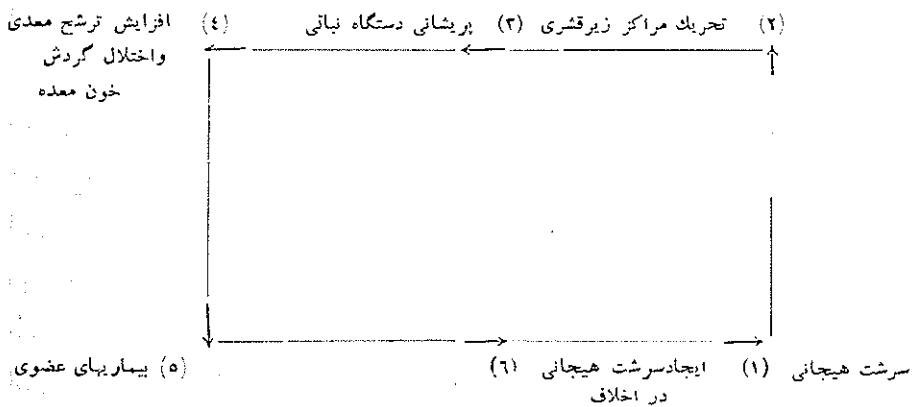 (۲) تحریك مراکز زیرقشری (۳) پریشانی دستگاه نباتی (٤) افزایش ترشح معدی
واختلال گردش
خون معده
سرشت هیجانی (۱) ایجادسرشت هیجانی (٦) (٥) بیماریهای عضوی
در اخلاف